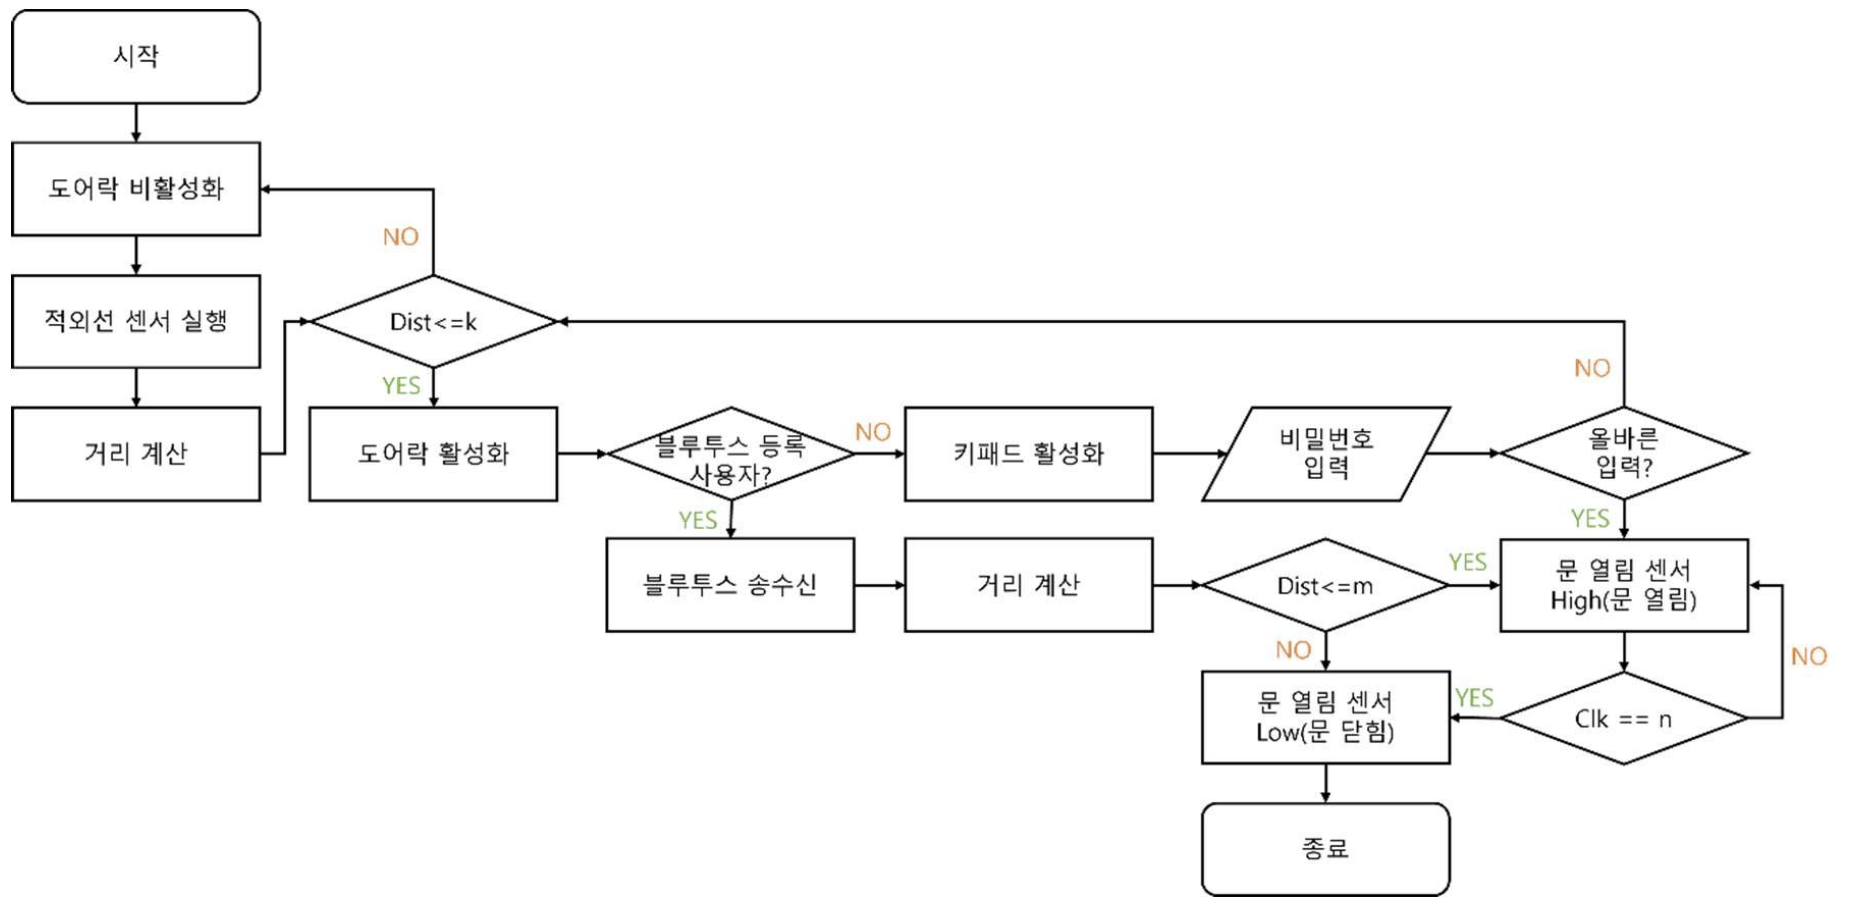 시작
도어락 비활성화
NO
적외선 센서 실행
Dist<=k
NO
YES
거리 계산
도어락 활성화
블루투스 등록
사용자?
NO
키패드 활성화
비밀번호
입력
올바른
입력?
YES
YES
블루투스 송수신
거리 계산
Dist<=m
YES
문 열림 센서
High(문 열림)
NO
NO
문 열림 센서
Low(문 닫힘)
YES
Clk == n
종료